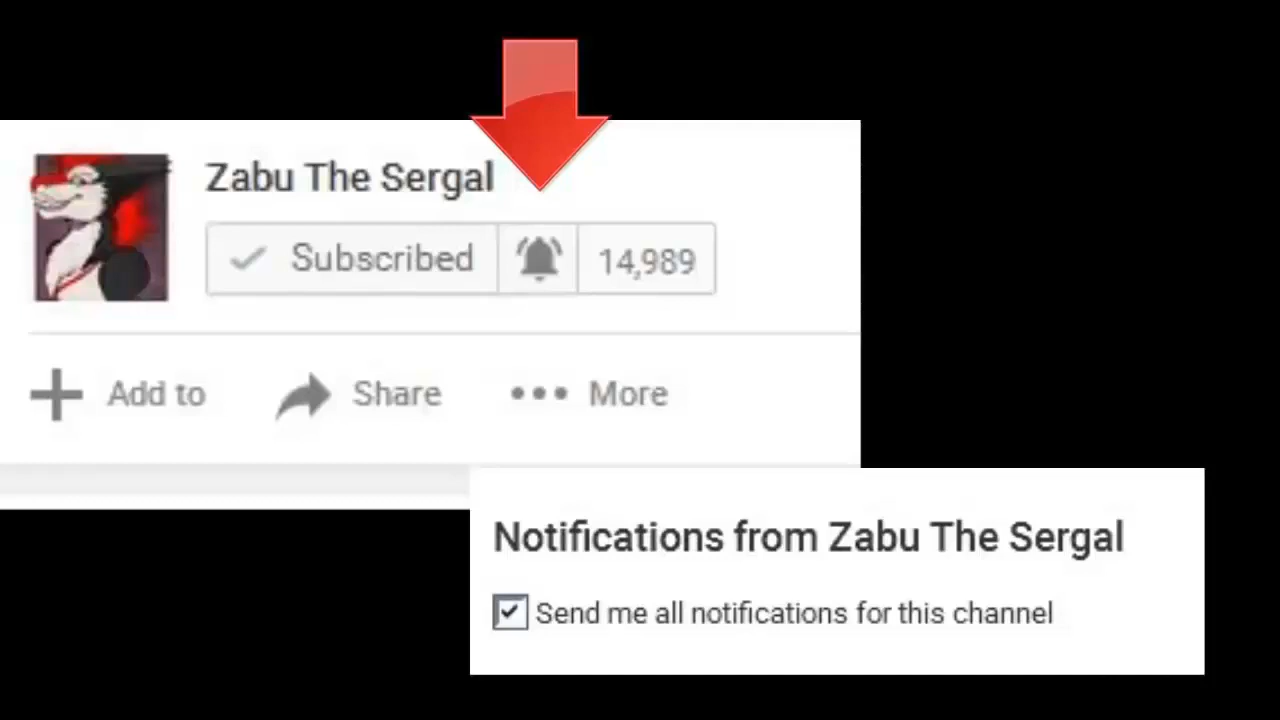 Zabu The Sergal
Subscribed 14,989
Add to Share More
Notifications from Zabu The Sergal
Send me all notifications for this channel